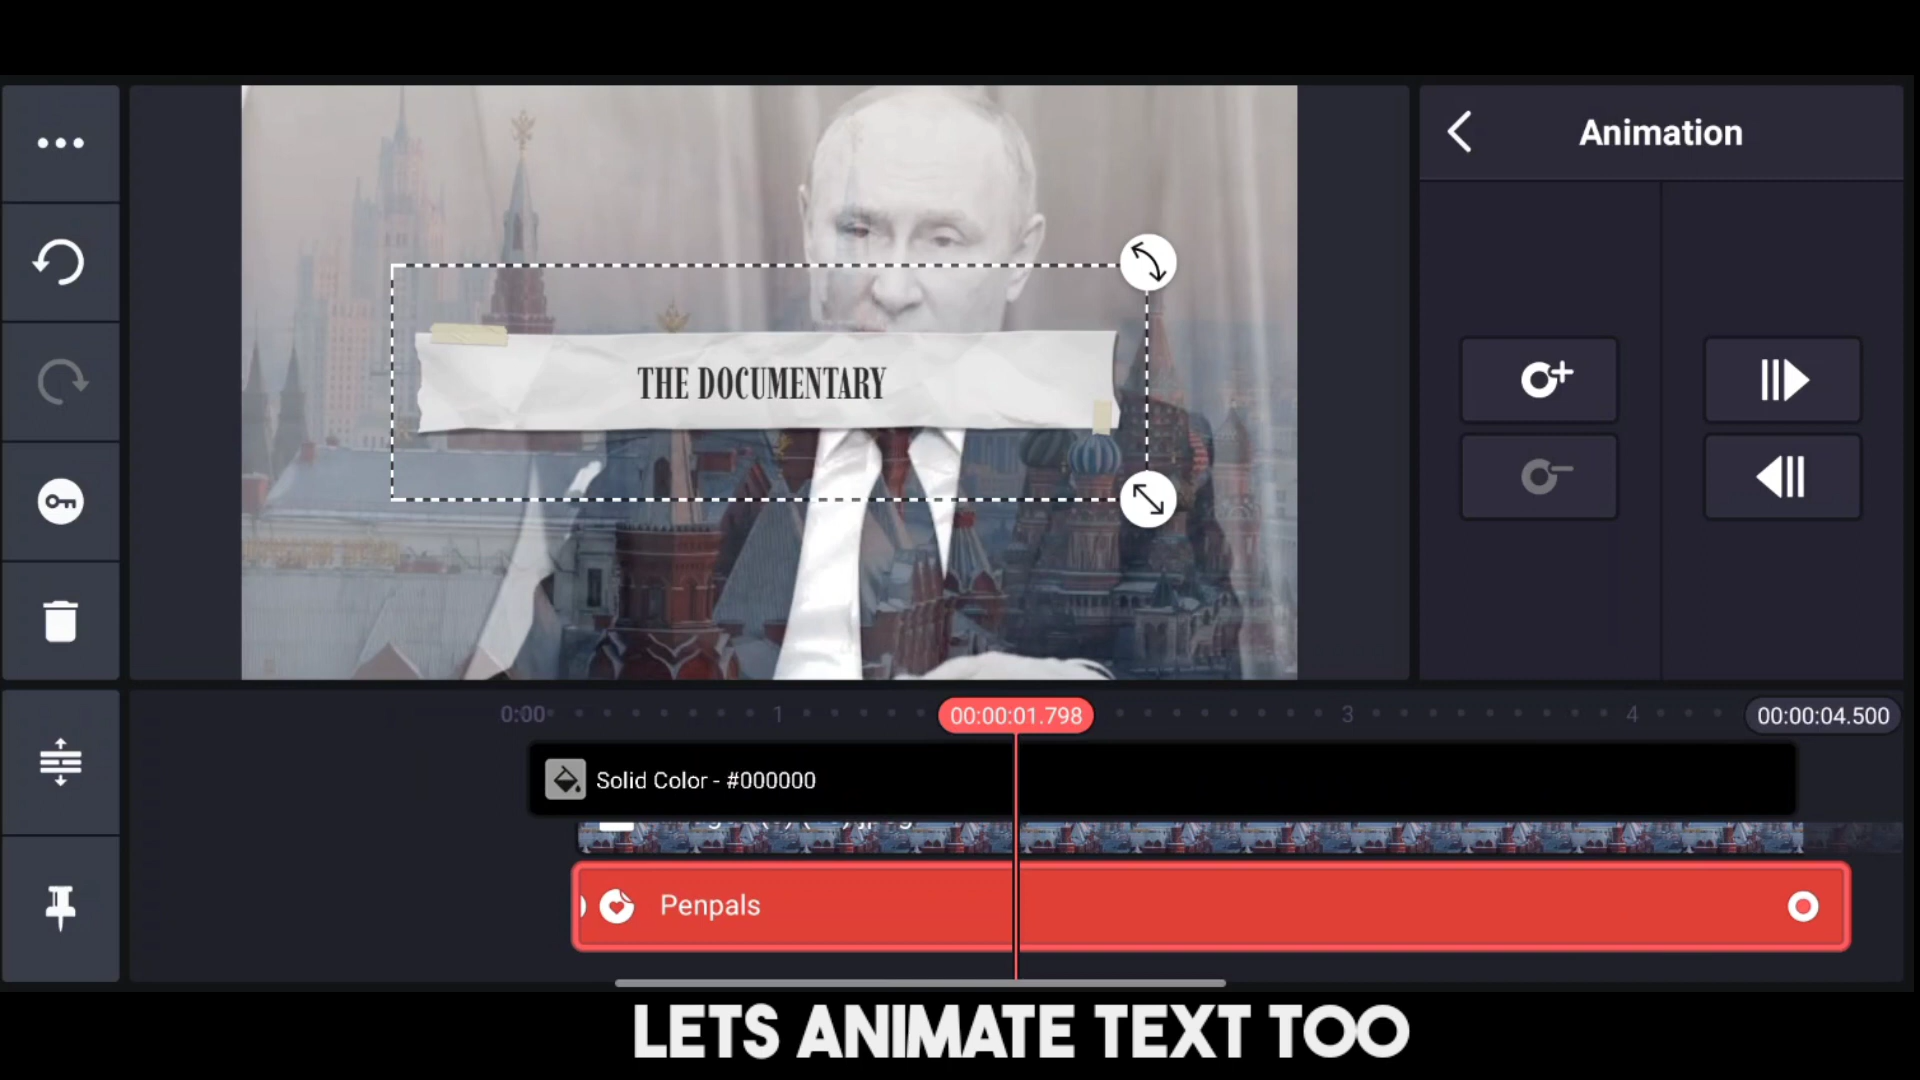 Animation
THE DOCUMENTARY
0:00
1
00:00:01.798
3
4
00:00:04.500
Solid Color - #000000
Penpals
LETS ANIMATE TEXT TOO